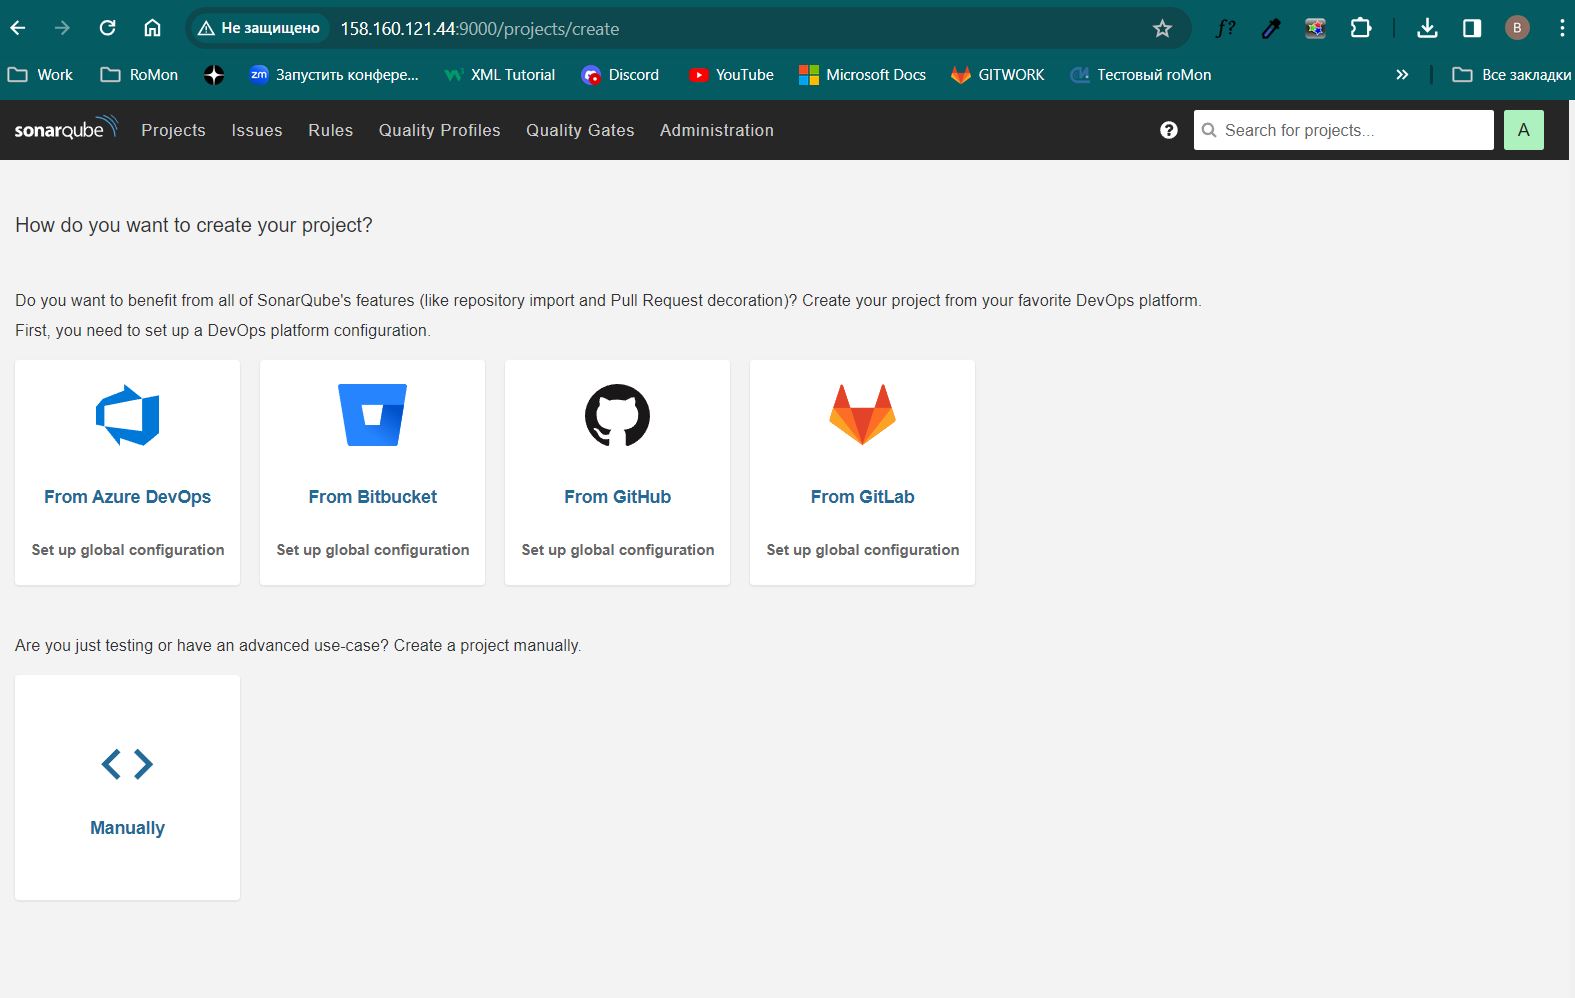 Не защищено 158.160.121.44:9000/projects/create f? B
Work RoMon zm Запустить конфере... XML Tutorial Discord YouTube Microsoft Docs GITWORK Тестовый roMon » Все закладки
sonarqube Projects Issues Rules Quality Profiles Quality Gates Administration ? Search for projects... A
How do you want to create your project?
Do you want to benefit from all of SonarQube's features (like repository import and Pull Request decoration)? Create your project from your favorite DevOps platform.
First, you need to set up a DevOps platform configuration.
From Azure DevOps From Bitbucket From GitHub From GitLab
Set up global configuration Set up global configuration Set up global configuration Set up global configuration
Are you just testing or have an advanced use-case? Create a project manually.
Manually